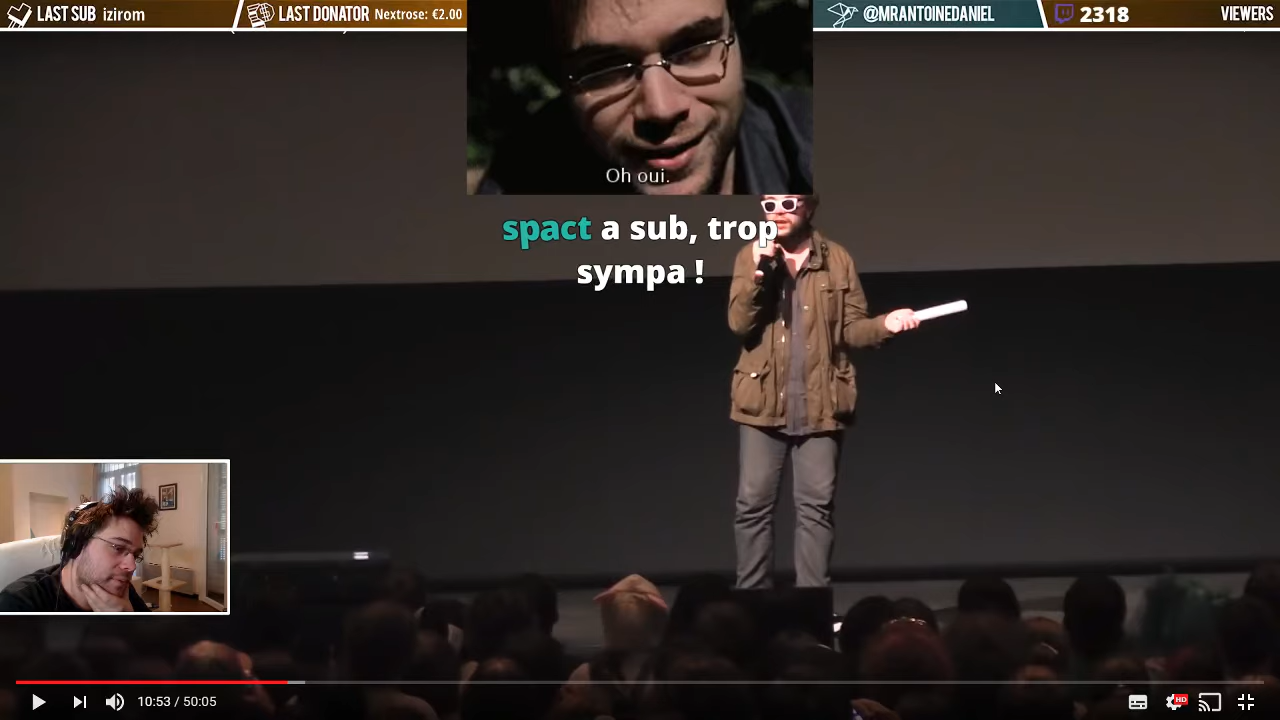 LAST SUB izirom
LAST DONATOR Nextrose: €2.00
@MRANTOINEDANIEL
2318
VIEWERS
Oh oui.
spact a sub, trop
sympa !
10:53 / 50:05
HD